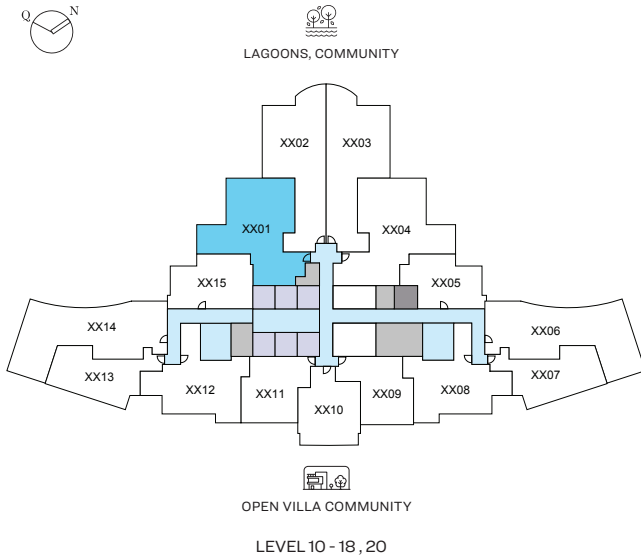 Q N
LAGOONS, COMMUNITY
XX02 XX03
XX01 XX04
XX15 XX05
XX14 XX06
XX13 XX07
XX12 XX11 XX10 XX09 XX08
OPEN VILLA COMMUNITY
LEVEL 10 - 18 , 20